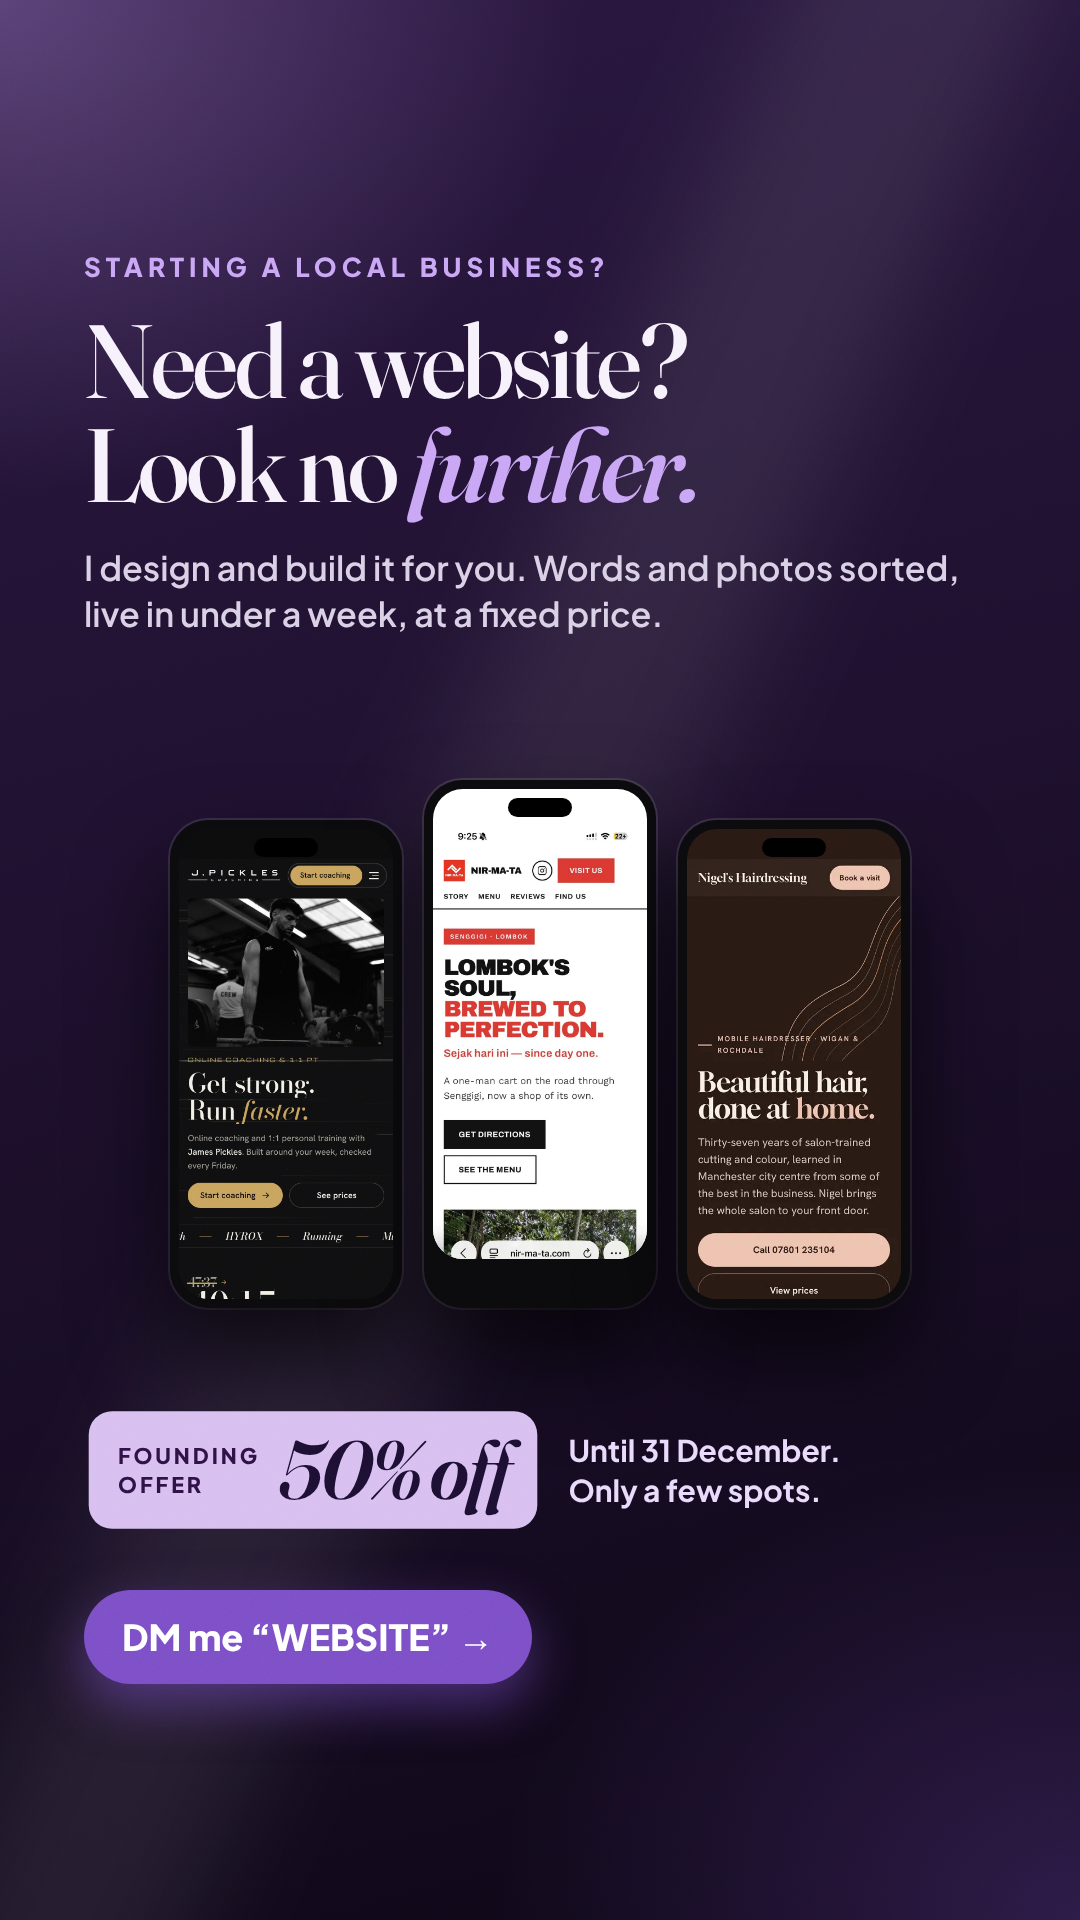 STARTING A LOCAL BUSINESS?
Need a website?
Look no further.
I design and build it for you. Words and photos sorted,
live in under a week, at a fixed price.
J.PICKLES
COACHING
Start coaching
CREW
ONLINE COACHING & 1:1 PT
Get strong.
Run faster.
Online coaching and 1:1 personal training with
James Pickles. Built around your week, checked
every Friday.
Start coaching →
See prices
HYROX — Running
47:37 →
9:25
22+
NIR-MA-TA
NIR-MA-TA
VISIT US
STORY MENU REVIEWS FIND US
SENGGIGI · LOMBOK
LOMBOK'S
SOUL,
BREWED TO
PERFECTION.
Sejak hari ini — since day one.
A one-man cart on the road through
Senggigi, now a shop of its own.
GET DIRECTIONS
SEE THE MENU
nir-ma-ta.com
Nigel's Hairdressing
Book a visit
MOBILE HAIRDRESSER · WIGAN &
ROCHDALE
Beautiful hair,
done at home.
Thirty-seven years of salon-trained
cutting and colour, learned in
Manchester city centre from some of
the best in the business. Nigel brings
the whole salon to your front door.
Call 07801 235104
View prices
FOUNDING
OFFER
50% off
Until 31 December.
Only a few spots.
DM me “WEBSITE” →